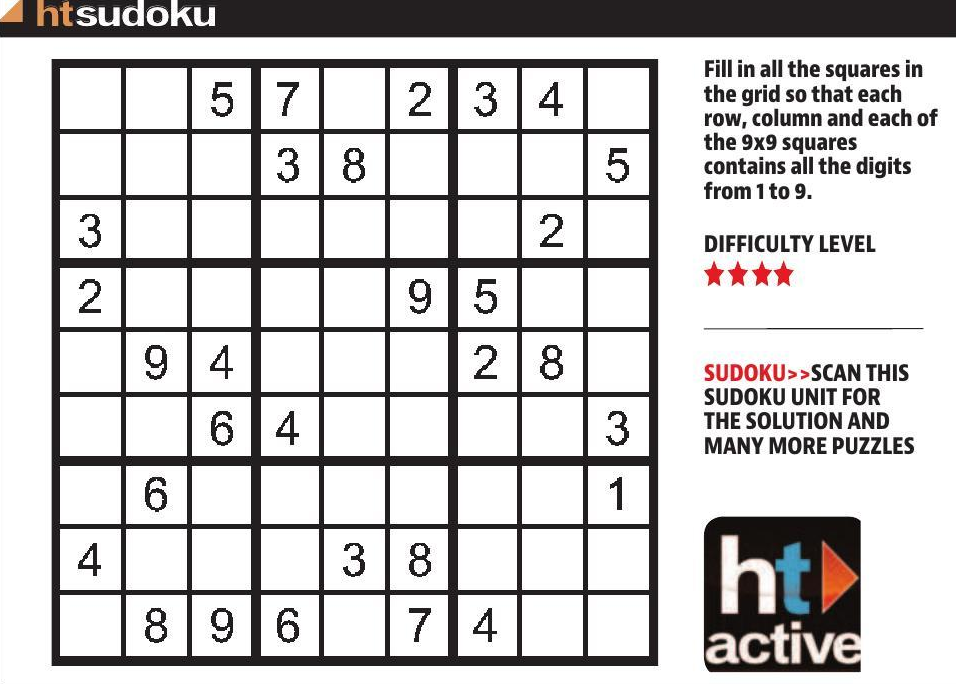 htsudoku
5 7 2 3 4
3 8 5
3 2
2 9 5
9 4 2 8
6 4 3
6 1
4 3 8
8 9 6 7 4
Fill in all the squares in
the grid so that each
row, column and each of
the 9x9 squares
contains all the digits
from 1 to 9.
DIFFICULTY LEVEL
SUDOKU>>SCAN THIS
SUDOKU UNIT FOR
THE SOLUTION AND
MANY MORE PUZZLES
ht
active